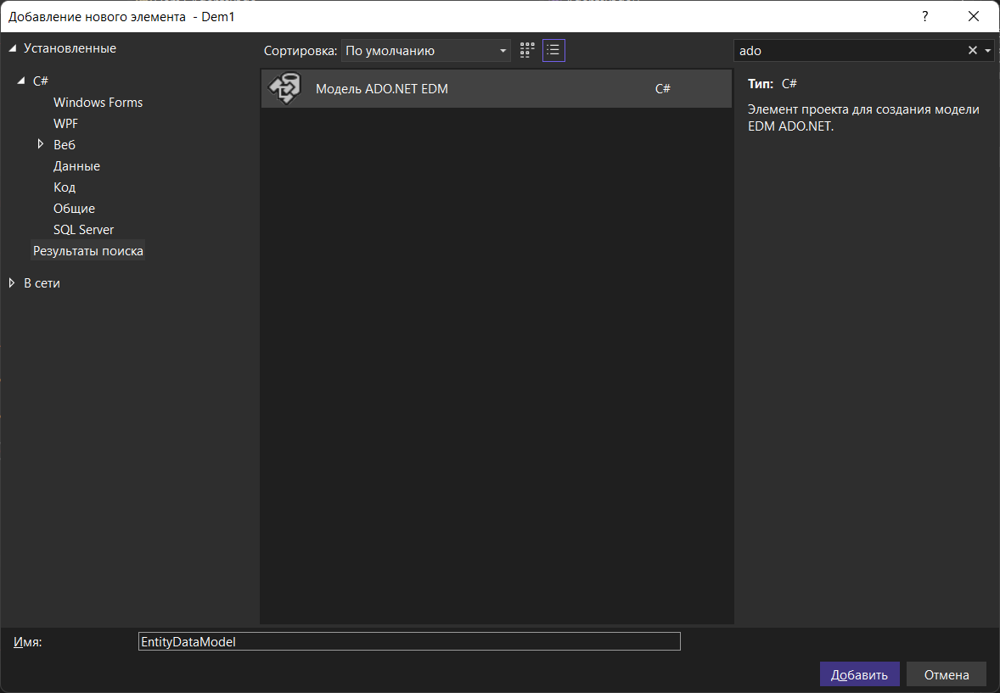 Добавление нового элемента - Dem1
?
Установленные
C#
Windows Forms
WPF
Веб
Данные
Код
Общие
SQL Server
Результаты поиска
В сети
Сортировка: По умолчанию
Модель ADO.NET EDM C#
ado
Тип: C#
Элемент проекта для создания модели
EDM ADO.NET.
Имя: EntityDataModel
Добавить Отмена